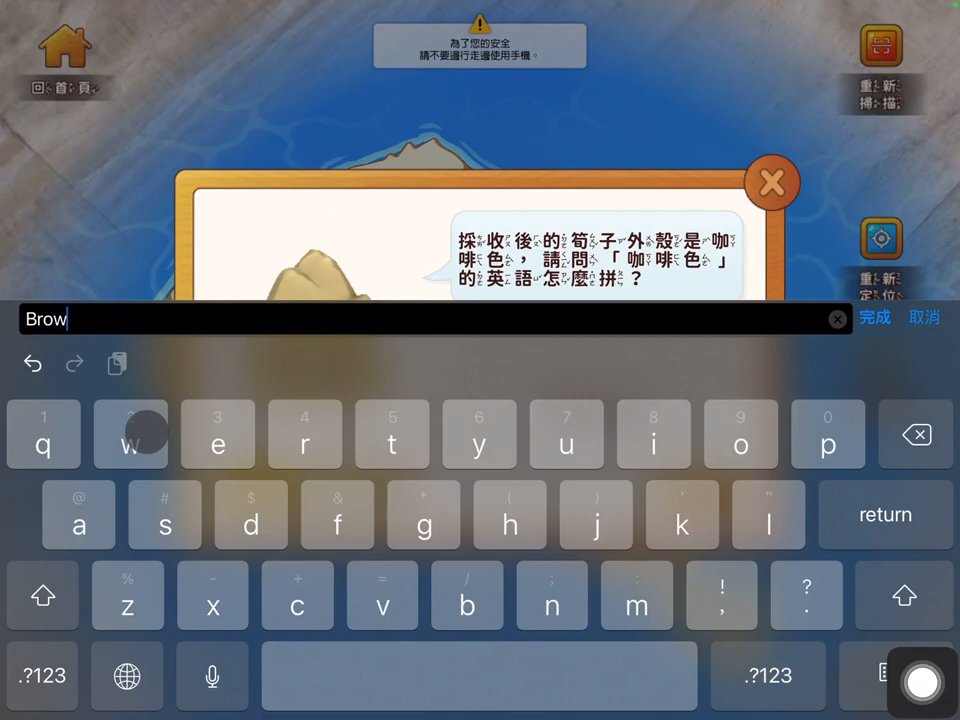 為了您的安全
請不要邊行走邊使用手機。
回首頁
重新
掃描
採收後的筍子外殼是咖
啡色，請問「咖啡色」
的英語怎麼拼？
重新
定位
Brow
完成 取消
1 2 3 4 5 6 7 8 9 0
q w e r t y u i o p
@ # $ & * ( ) ' "
a s d f g h j k l return
% - + = / ; : ! ?
z x c v b n m , .
.?123 .?123